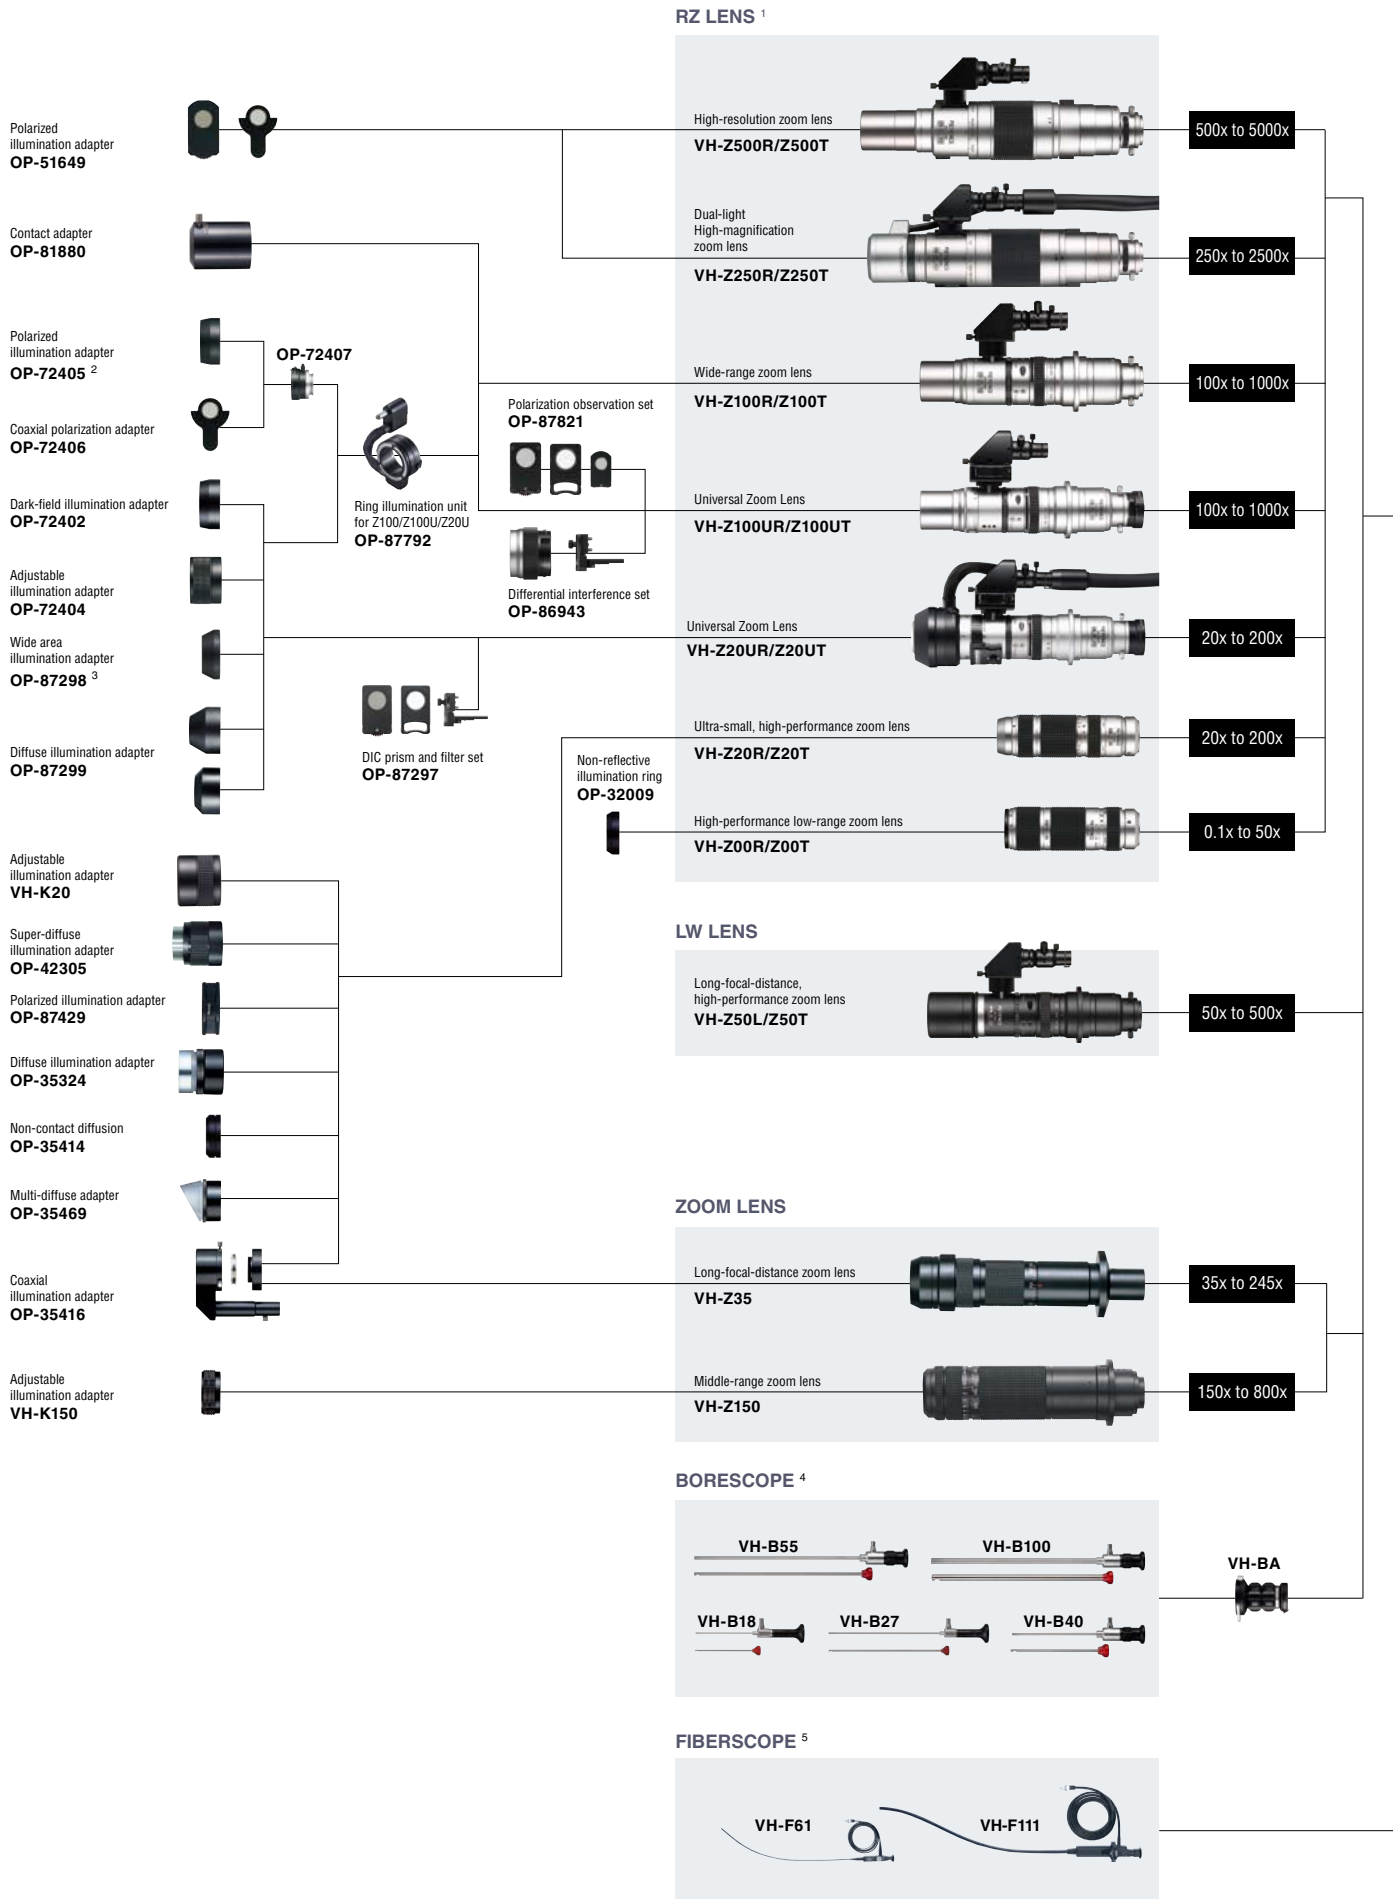 RZ LENS 1
Polarized
illumination adapter
OP-51649
High-resolution zoom lens
VH-Z500R/Z500T
500x to 5000x
Contact adapter
OP-81880
Dual-light
High-magnification
zoom lens
VH-Z250R/Z250T
250x to 2500x
Polarized
illumination adapter
OP-72405 2
OP-72407
Wide-range zoom lens
VH-Z100R/Z100T
100x to 1000x
Coaxial polarization adapter
OP-72406
Polarization observation set
OP-87821
Dark-field illumination adapter
OP-72402
Ring illumination unit
for Z100/Z100U/Z20U
OP-87792
Universal Zoom Lens
VH-Z100UR/Z100UT
100x to 1000x
Adjustable
illumination adapter
OP-72404
Differential interference set
OP-86943
Wide area
illumination adapter
OP-87298 3
Universal Zoom Lens
VH-Z20UR/Z20UT
20x to 200x
Diffuse illumination adapter
OP-87299
DIC prism and filter set
OP-87297
Ultra-small, high-performance zoom lens
VH-Z20R/Z20T
20x to 200x
Non-reflective
illumination ring
OP-32009
High-performance low-range zoom lens
VH-Z00R/Z00T
0.1x to 50x
Adjustable
illumination adapter
VH-K20
Super-diffuse
illumination adapter
OP-42305
LW LENS
Polarized illumination adapter
OP-87429
Long-focal-distance,
high-performance zoom lens
VH-Z50L/Z50T
50x to 500x
Diffuse illumination adapter
OP-35324
Non-contact diffusion
OP-35414
Multi-diffuse adapter
OP-35469
ZOOM LENS
Coaxial
illumination adapter
OP-35416
Long-focal-distance zoom lens
VH-Z35
35x to 245x
Adjustable
illumination adapter
VH-K150
Middle-range zoom lens
VH-Z150
150x to 800x
BORESCOPE 4
VH-B55
VH-B100
VH-BA
VH-B18
VH-B27
VH-B40
FIBERSCOPE 5
VH-F61
VH-F111